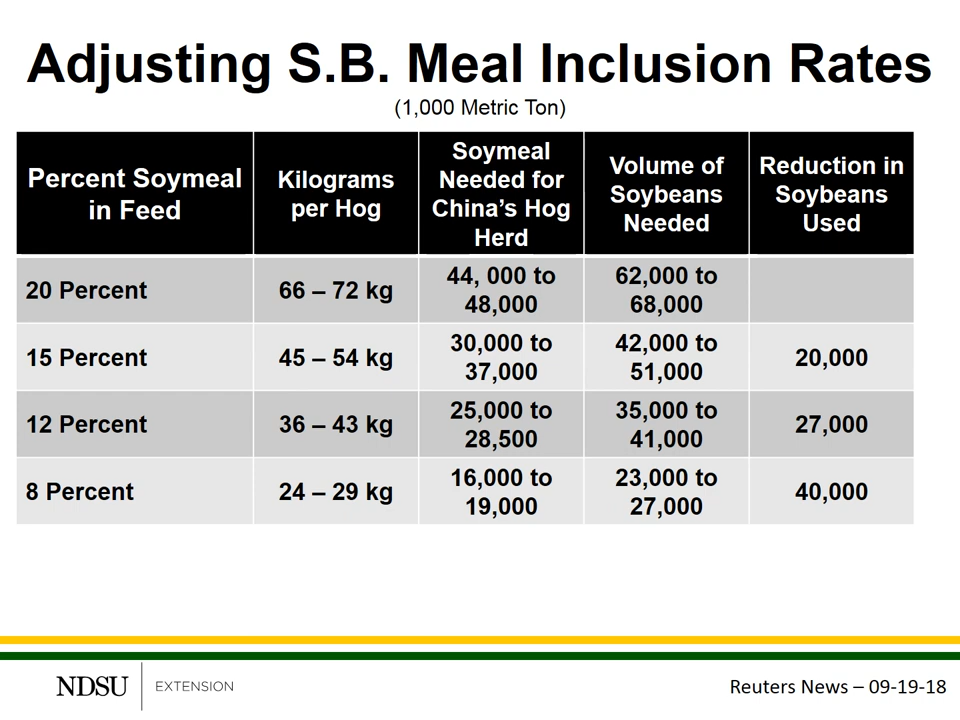 Adjusting S.B. Meal Inclusion Rates
(1,000 Metric Ton)
Percent Soymeal
in Feed
Kilograms
per Hog
Soymeal
Needed for
China's Hog
Herd
Volume of
Soybeans
Needed
Reduction in
Soybeans
Used
20 Percent
66 – 72 kg
44, 000 to
48,000
62,000 to
68,000
15 Percent
45 – 54 kg
30,000 to
37,000
42,000 to
51,000
20,000
12 Percent
36 – 43 kg
25,000 to
28,500
35,000 to
41,000
27,000
8 Percent
24 – 29 kg
16,000 to
19,000
23,000 to
27,000
40,000
NDSU EXTENSION
Reuters News – 09-19-18